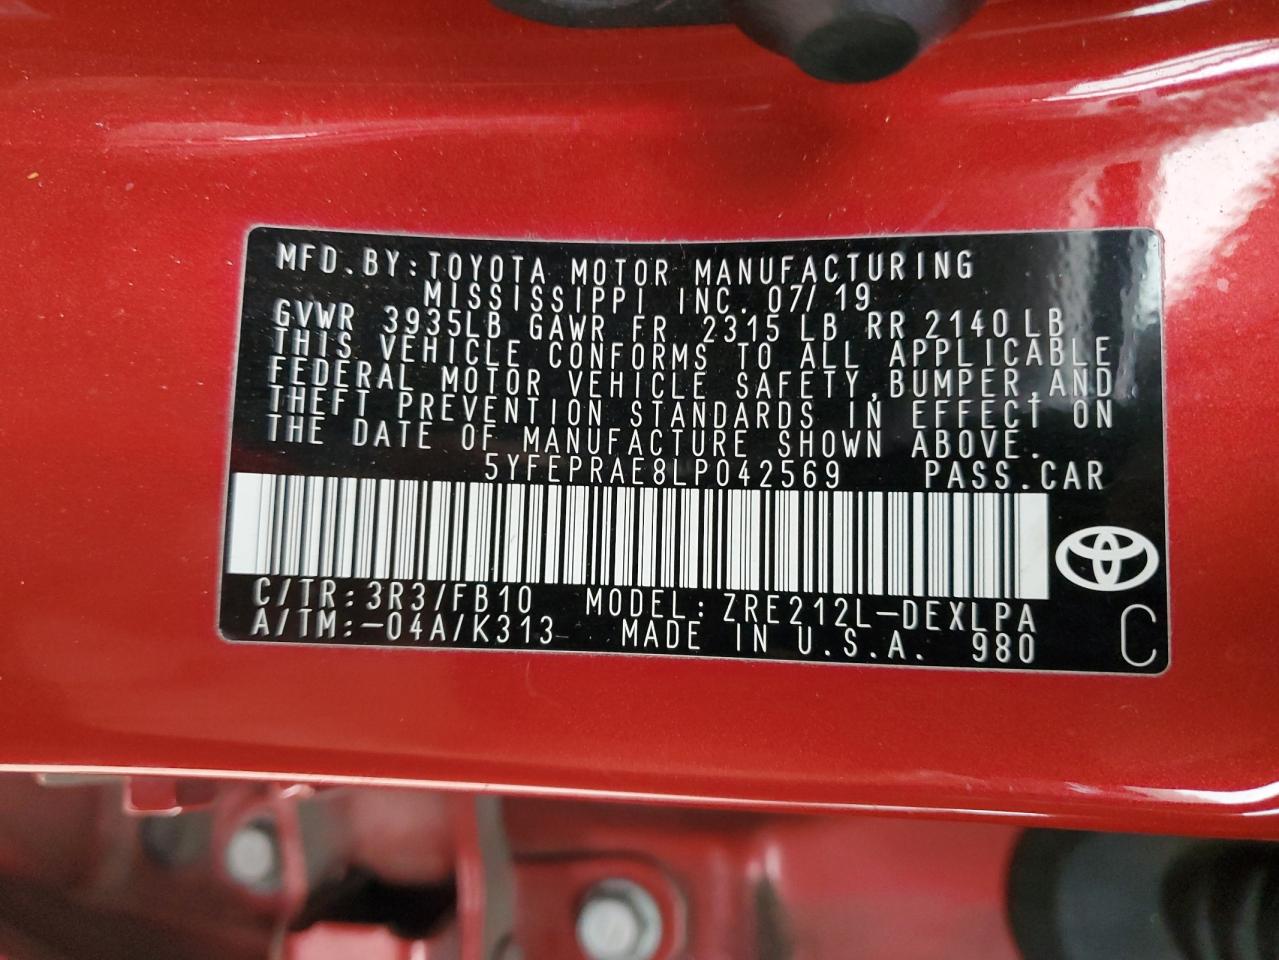 MFD.BY:TOYOTA MOTOR MANUFACTURING
MISSISSIPPI INC. 07/19
GVWR 3935LB GAWR FR 2315 LB RR 2140 LB
THIS VEHICLE CONFORMS TO ALL APPLICABLE
FEDERAL MOTOR VEHICLE SAFETY,BUMPER,AND
THEFT PREVENTION STANDARDS IN EFFECT ON
THE DATE OF MANUFACTURE SHOWN ABOVE.
5YFEPRAE8LP042569 PASS.CAR
C/TR:3R3/FB10 MODEL:ZRE212L-DEXLPA
A/TM:-04A/K313 MADE IN U.S.A. 980
C